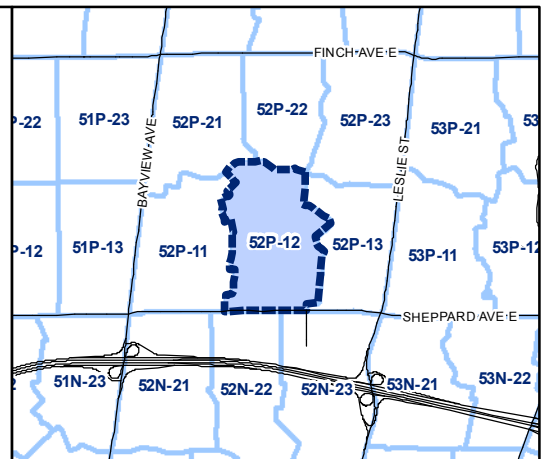 FINCH AVE E
P-22
51P-23
52P-21
52P-22
52P-23
53P-21
53
BAYVIEW AVE
LESLIE ST
P-12
51P-13
52P-11
52P-12
52P-13
53P-11
53P-12
SHEPPARD AVE E
2
51N-23
52N-21
52N-22
52N-23
53N-21
53N-22